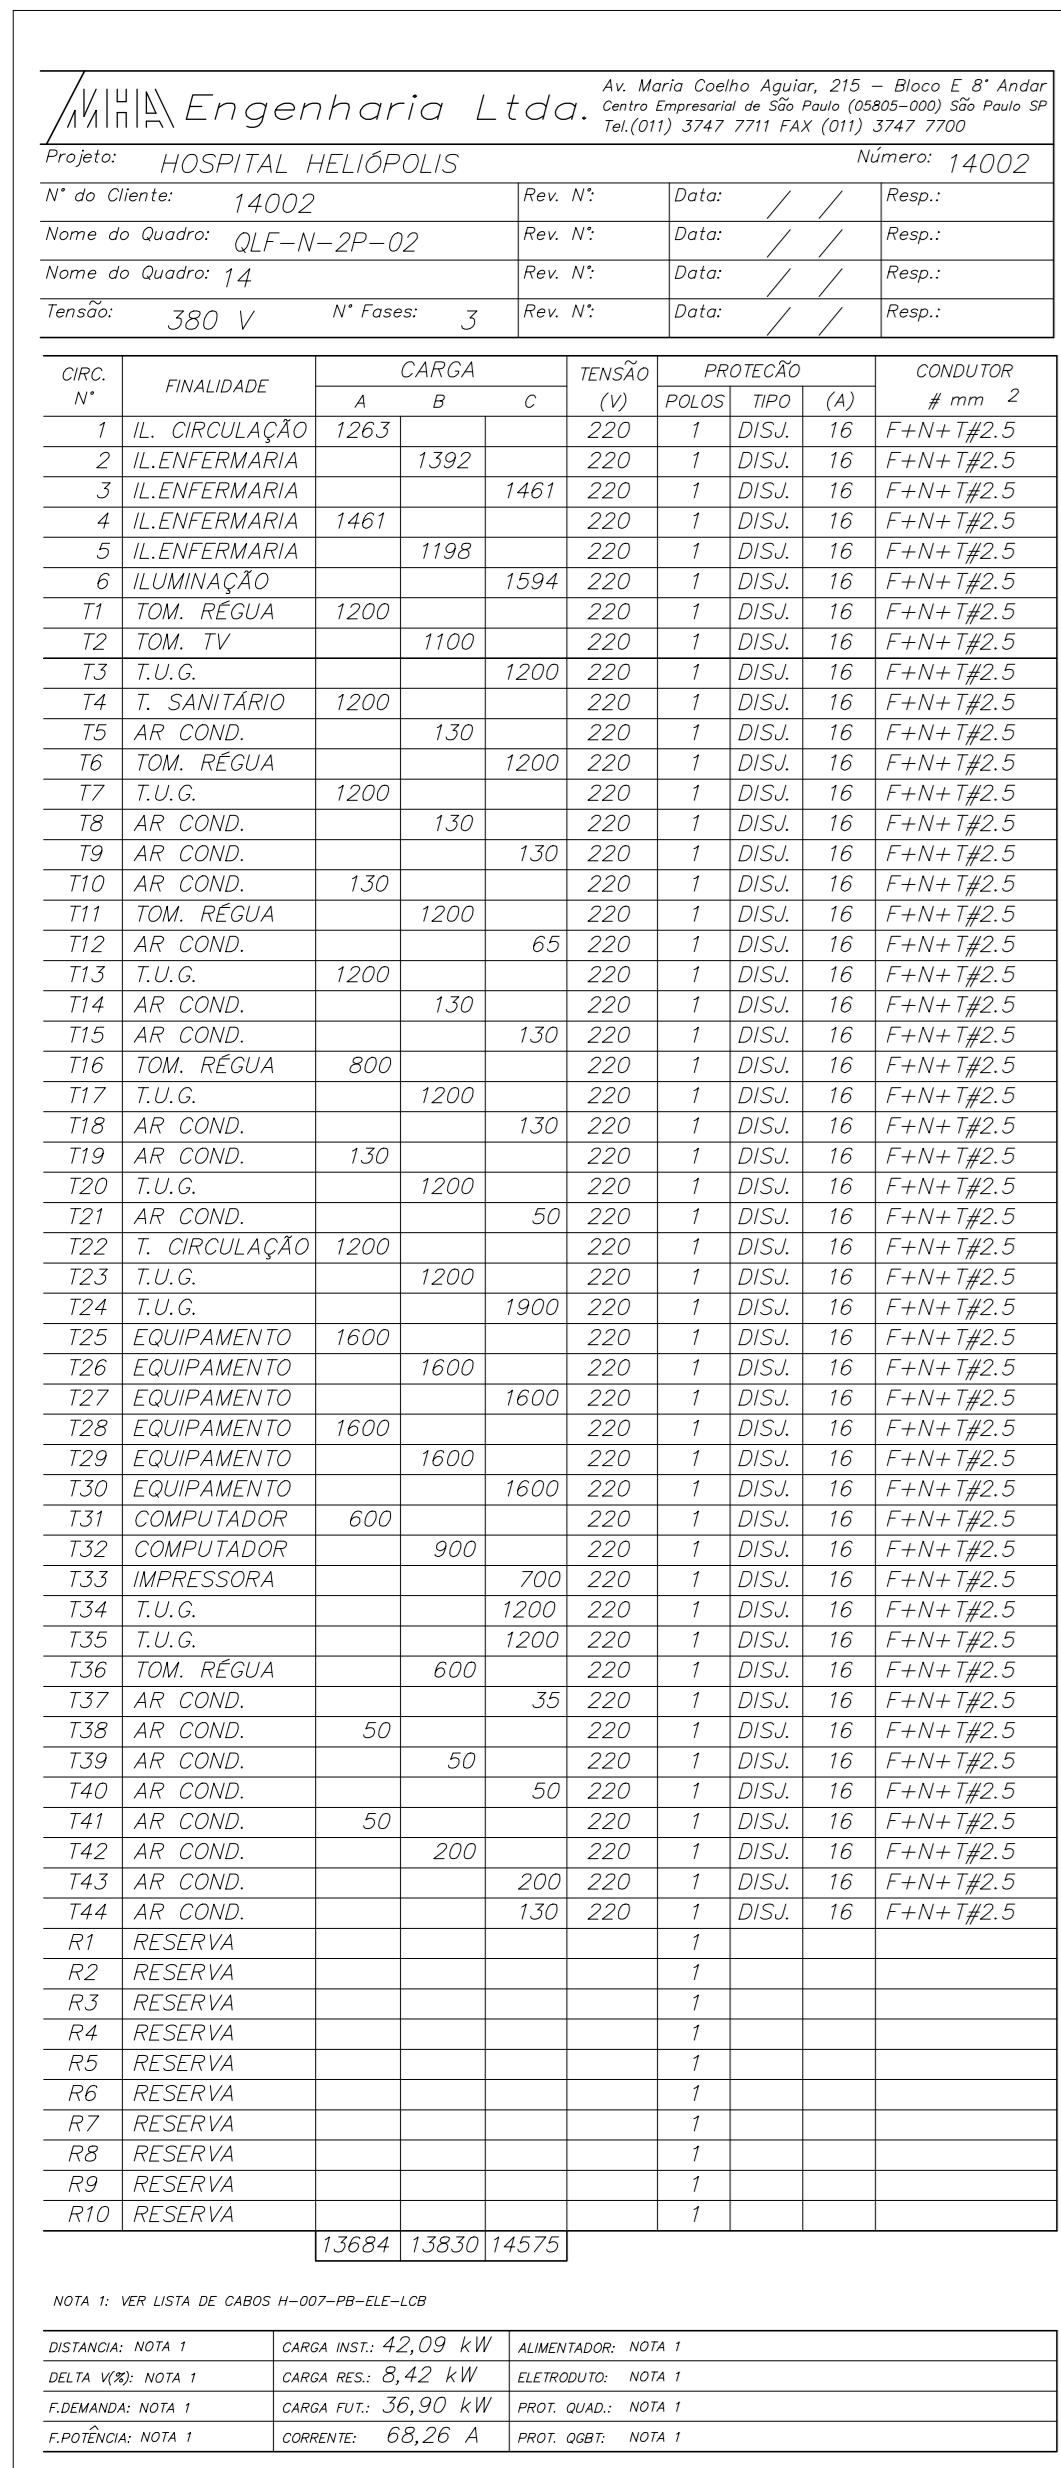 MHA Engenharia Ltda.
Av. Maria Coelho Aguiar, 215 – Bloco E 8° Andar
Centro Empresarial de São Paulo (05805–000) São Paulo SP
Tel.(011) 3747 7711 FAX (011) 3747 7700
Projeto: HOSPITAL HELIÓPOLIS Número: 14002
N° do Cliente: 14002 Rev. N°: Data: / / Resp.:
Nome do Quadro: QLF–N–2P–02 Rev. N°: Data: / / Resp.:
Nome do Quadro: 14 Rev. N°: Data: / / Resp.:
Tensão: 380 V N° Fases: 3 Rev. N°: Data: / / Resp.:
CIRC. N° FINALIDADE CARGA TENSÃO (V) PROTECÃO CONDUTOR # mm 2
A B C POLOS TIPO (A)
1 IL. CIRCULAÇÃO 1263 220 1 DISJ. 16 F+N+T#2.5
2 IL.ENFERMARIA 1392 220 1 DISJ. 16 F+N+T#2.5
3 IL.ENFERMARIA 1461 220 1 DISJ. 16 F+N+T#2.5
4 IL.ENFERMARIA 1461 220 1 DISJ. 16 F+N+T#2.5
5 IL.ENFERMARIA 1198 220 1 DISJ. 16 F+N+T#2.5
6 ILUMINAÇÃO 1594 220 1 DISJ. 16 F+N+T#2.5
T1 TOM. RÉGUA 1200 220 1 DISJ. 16 F+N+T#2.5
T2 TOM. TV 1100 220 1 DISJ. 16 F+N+T#2.5
T3 T.U.G. 1200 220 1 DISJ. 16 F+N+T#2.5
T4 T. SANITÁRIO 1200 220 1 DISJ. 16 F+N+T#2.5
T5 AR COND. 130 220 1 DISJ. 16 F+N+T#2.5
T6 TOM. RÉGUA 1200 220 1 DISJ. 16 F+N+T#2.5
T7 T.U.G. 1200 220 1 DISJ. 16 F+N+T#2.5
T8 AR COND. 130 220 1 DISJ. 16 F+N+T#2.5
T9 AR COND. 130 220 1 DISJ. 16 F+N+T#2.5
T10 AR COND. 130 220 1 DISJ. 16 F+N+T#2.5
T11 TOM. RÉGUA 1200 220 1 DISJ. 16 F+N+T#2.5
T12 AR COND. 65 220 1 DISJ. 16 F+N+T#2.5
T13 T.U.G. 1200 220 1 DISJ. 16 F+N+T#2.5
T14 AR COND. 130 220 1 DISJ. 16 F+N+T#2.5
T15 AR COND. 130 220 1 DISJ. 16 F+N+T#2.5
T16 TOM. RÉGUA 800 220 1 DISJ. 16 F+N+T#2.5
T17 T.U.G. 1200 220 1 DISJ. 16 F+N+T#2.5
T18 AR COND. 130 220 1 DISJ. 16 F+N+T#2.5
T19 AR COND. 130 220 1 DISJ. 16 F+N+T#2.5
T20 T.U.G. 1200 220 1 DISJ. 16 F+N+T#2.5
T21 AR COND. 50 220 1 DISJ. 16 F+N+T#2.5
T22 T. CIRCULAÇÃO 1200 220 1 DISJ. 16 F+N+T#2.5
T23 T.U.G. 1200 220 1 DISJ. 16 F+N+T#2.5
T24 T.U.G. 1900 220 1 DISJ. 16 F+N+T#2.5
T25 EQUIPAMENTO 1600 220 1 DISJ. 16 F+N+T#2.5
T26 EQUIPAMENTO 1600 220 1 DISJ. 16 F+N+T#2.5
T27 EQUIPAMENTO 1600 220 1 DISJ. 16 F+N+T#2.5
T28 EQUIPAMENTO 1600 220 1 DISJ. 16 F+N+T#2.5
T29 EQUIPAMENTO 1600 220 1 DISJ. 16 F+N+T#2.5
T30 EQUIPAMENTO 1600 220 1 DISJ. 16 F+N+T#2.5
T31 COMPUTADOR 600 220 1 DISJ. 16 F+N+T#2.5
T32 COMPUTADOR 900 220 1 DISJ. 16 F+N+T#2.5
T33 IMPRESSORA 700 220 1 DISJ. 16 F+N+T#2.5
T34 T.U.G. 1200 220 1 DISJ. 16 F+N+T#2.5
T35 T.U.G. 1200 220 1 DISJ. 16 F+N+T#2.5
T36 TOM. RÉGUA 600 220 1 DISJ. 16 F+N+T#2.5
T37 AR COND. 35 220 1 DISJ. 16 F+N+T#2.5
T38 AR COND. 50 220 1 DISJ. 16 F+N+T#2.5
T39 AR COND. 50 220 1 DISJ. 16 F+N+T#2.5
T40 AR COND. 50 220 1 DISJ. 16 F+N+T#2.5
T41 AR COND. 50 220 1 DISJ. 16 F+N+T#2.5
T42 AR COND. 200 220 1 DISJ. 16 F+N+T#2.5
T43 AR COND. 200 220 1 DISJ. 16 F+N+T#2.5
T44 AR COND. 130 220 1 DISJ. 16 F+N+T#2.5
R1 RESERVA 1
R2 RESERVA 1
R3 RESERVA 1
R4 RESERVA 1
R5 RESERVA 1
R6 RESERVA 1
R7 RESERVA 1
R8 RESERVA 1
R9 RESERVA 1
R10 RESERVA 1
13684 13830 14575
NOTA 1: VER LISTA DE CABOS H–007–PB–ELE–LCB
DISTANCIA: NOTA 1 CARGA INST.: 42,09 kW ALIMENTADOR: NOTA 1
DELTA V(%): NOTA 1 CARGA RES.: 8,42 kW ELETRODUTO: NOTA 1
F.DEMANDA: NOTA 1 CARGA FUT.: 36,90 kW PROT. QUAD.: NOTA 1
F.POTÊNCIA: NOTA 1 CORRENTE: 68,26 A PROT. QGBT: NOTA 1